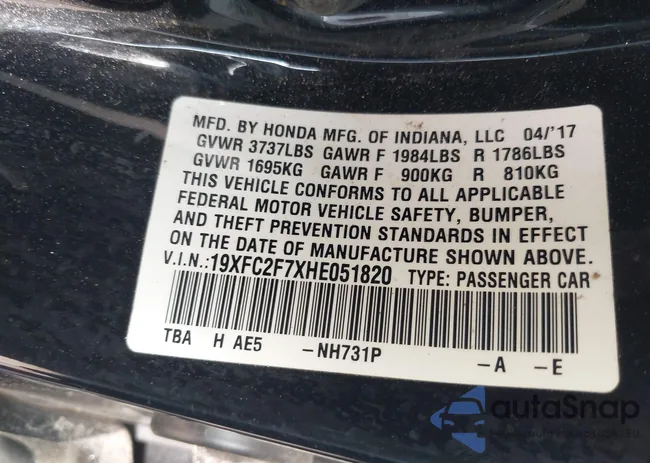 MFD. BY HONDA MFG. OF INDIANA, LLC 04/'17
GVWR 3737LBS GAWR F 1984LBS R 1786LBS
GVWR 1695KG GAWR F 900KG R 810KG
THIS VEHICLE CONFORMS TO ALL APPLICABLE
FEDERAL MOTOR VEHICLE SAFETY, BUMPER,
AND THEFT PREVENTION STANDARDS IN EFFECT
ON THE DATE OF MANUFACTURE SHOWN ABOVE.
V.I.N.:19XFC2F7XHE051820 TYPE: PASSENGER CAR
TBA H AE5 -NH731P -A -E
autaSnap